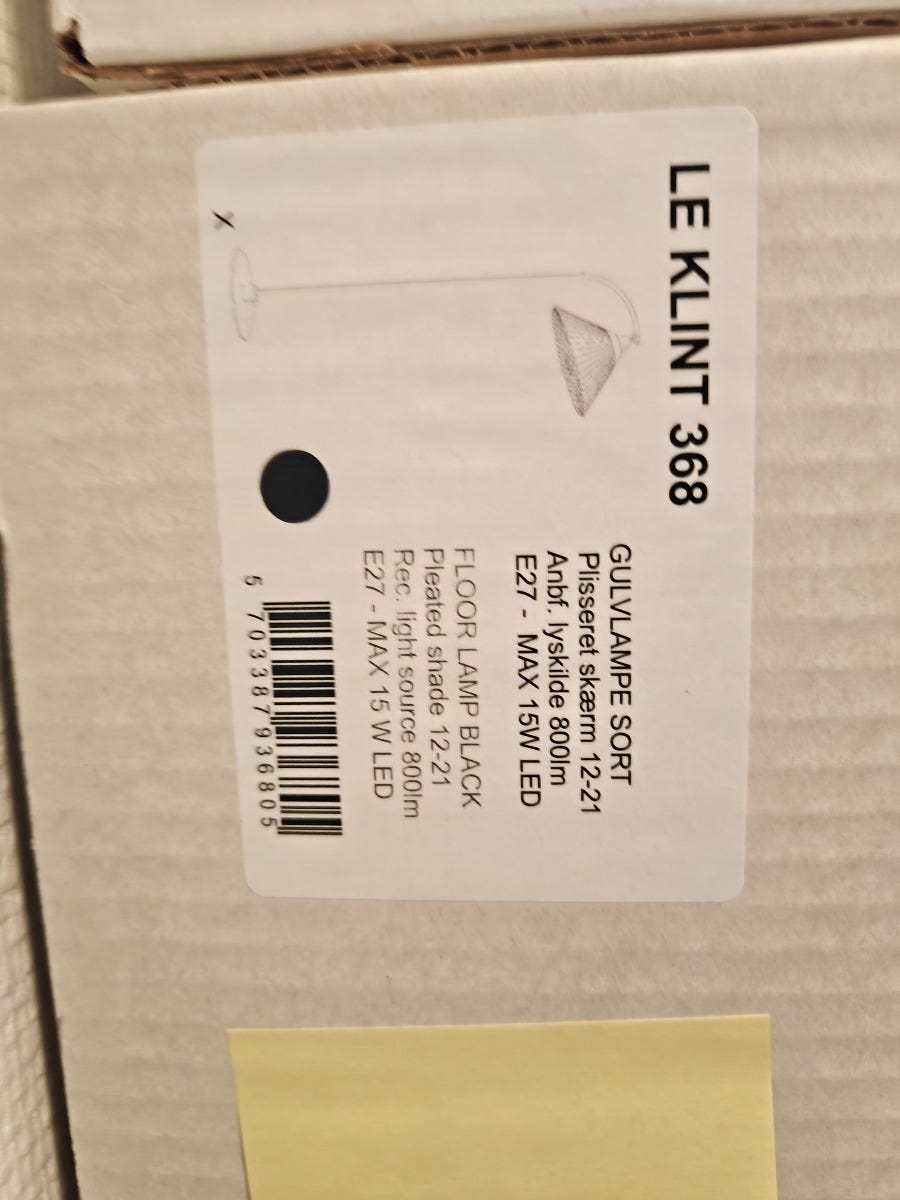 LE KLINT 368
GULVLAMPE SORT
Plisseret skærm 12-21
Anbf. lyskilde 800lm
E27 - MAX 15W LED
FLOOR LAMP BLACK
Pleated shade 12-21
Rec. light source 800lm
E27 - MAX 15 W LED
X
5 703387 936805